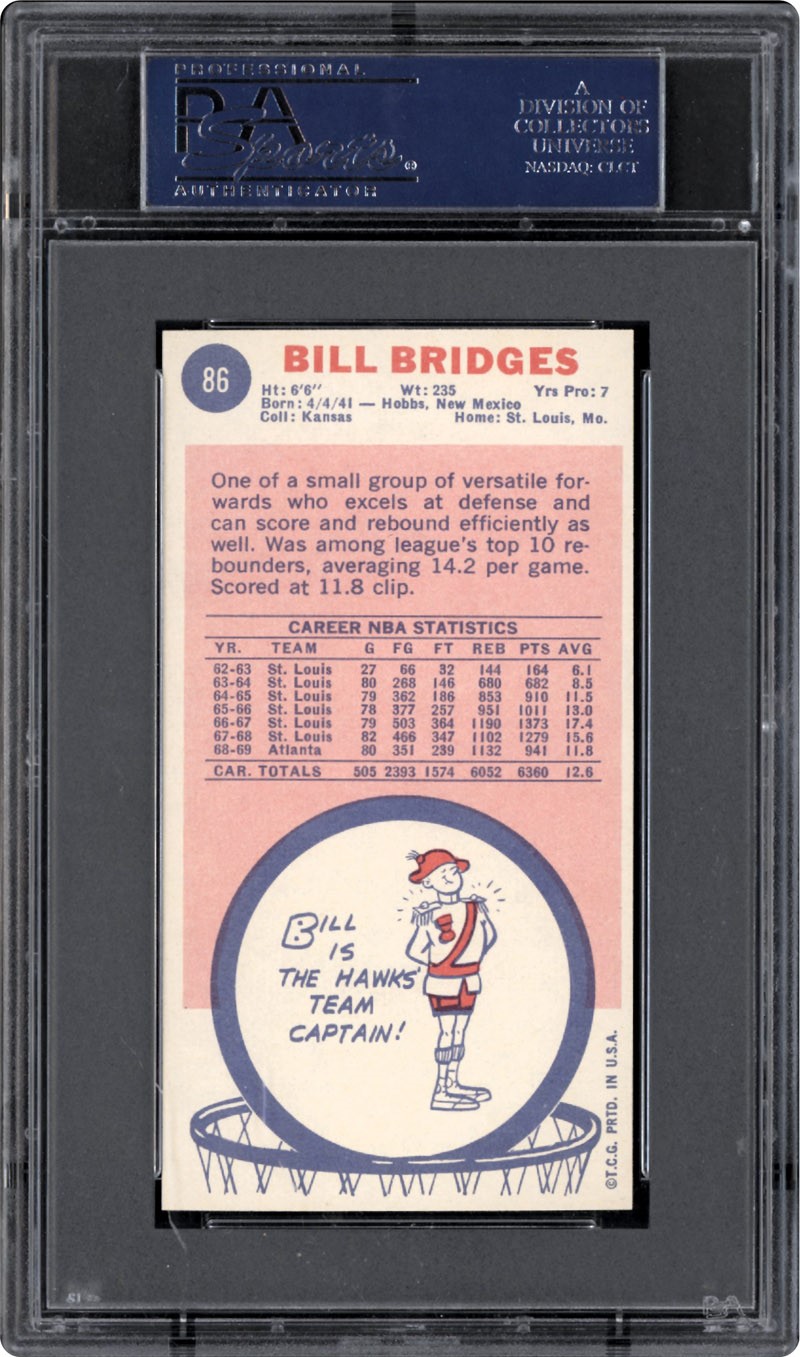 PROFESSIONAL
PSA
Sports ®
AUTHENTICATOR
A
DIVISION OF
COLLECTORS
UNIVERSE
NASDAQ: CLCT
86
BILL BRIDGES
Ht: 6'6" Wt: 235 Yrs Pro: 7
Born: 4/4/41 — Hobbs, New Mexico
Coll: Kansas Home: St. Louis, Mo.
One of a small group of versatile for-
wards who excels at defense and
can score and rebound efficiently as
well. Was among league's top 10 re-
bounders, averaging 14.2 per game.
Scored at 11.8 clip.
CAREER NBA STATISTICS
YR. TEAM G FG FT REB PTS AVG
62-63 St. Louis 27 66 32 144 164 6.1
63-64 St. Louis 80 268 146 680 682 8.5
64-65 St. Louis 79 362 186 853 910 11.5
65-66 St. Louis 78 377 257 951 1011 13.0
66-67 St. Louis 79 503 364 1190 1373 17.4
67-68 St. Louis 82 466 347 1102 1279 15.6
68-69 Atlanta 80 351 239 1132 941 11.8
CAR. TOTALS 505 2393 1574 6052 6360 12.6
BILL
IS
THE HAWKS'
TEAM
CAPTAIN!
©T.C.G. PRTD. IN U.S.A.
PSA